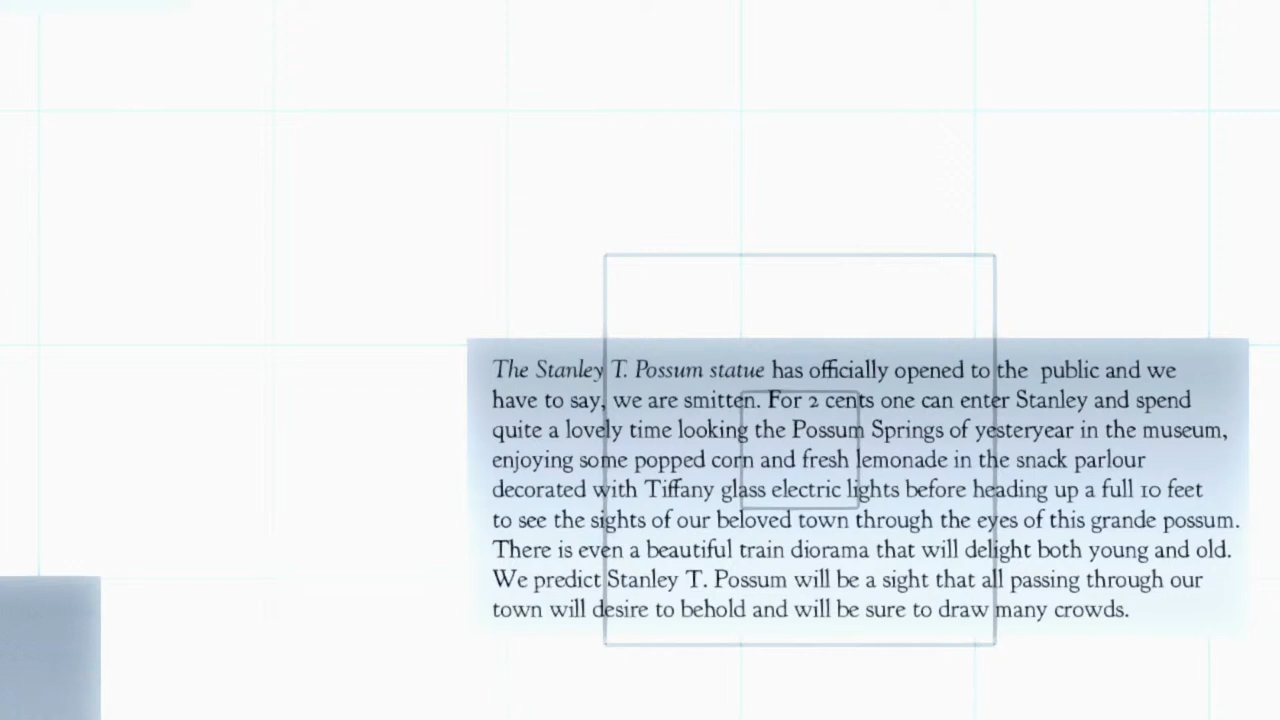 The Stanley T. Possum statue has officially opened to the public and we
have to say, we are smitten. For 2 cents one can enter Stanley and spend
quite a lovely time looking the Possum Springs of yesteryear in the museum,
enjoying some popped corn and fresh lemonade in the snack parlour
decorated with Tiffany glass electric lights before heading up a full 10 feet
to see the sights of our beloved town through the eyes of this grande possum.
There is even a beautiful train diorama that will delight both young and old.
We predict Stanley T. Possum will be a sight that all passing through our
town will desire to behold and will be sure to draw many crowds.